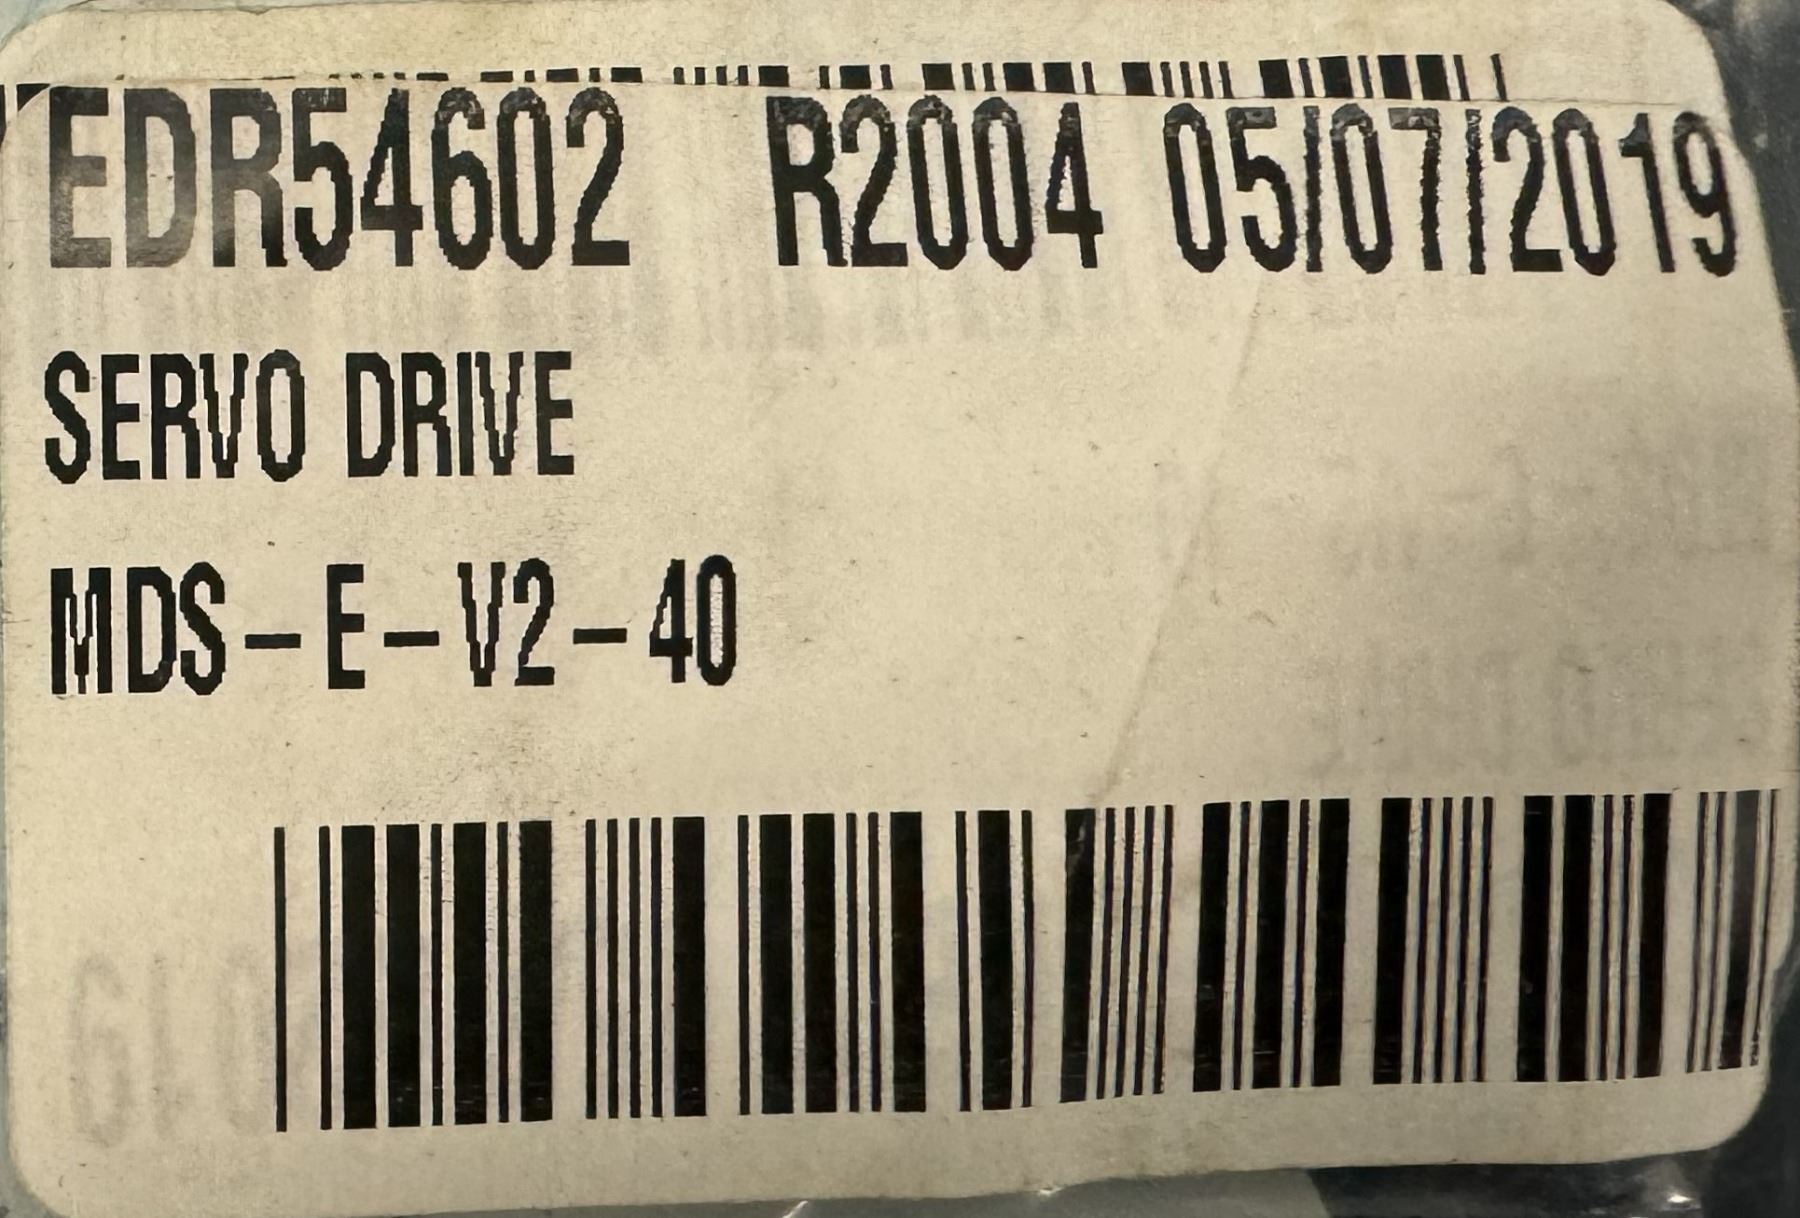 EDR54602 R2004 05/07/2019
SERVO DRIVE
MDS-E-V2-40